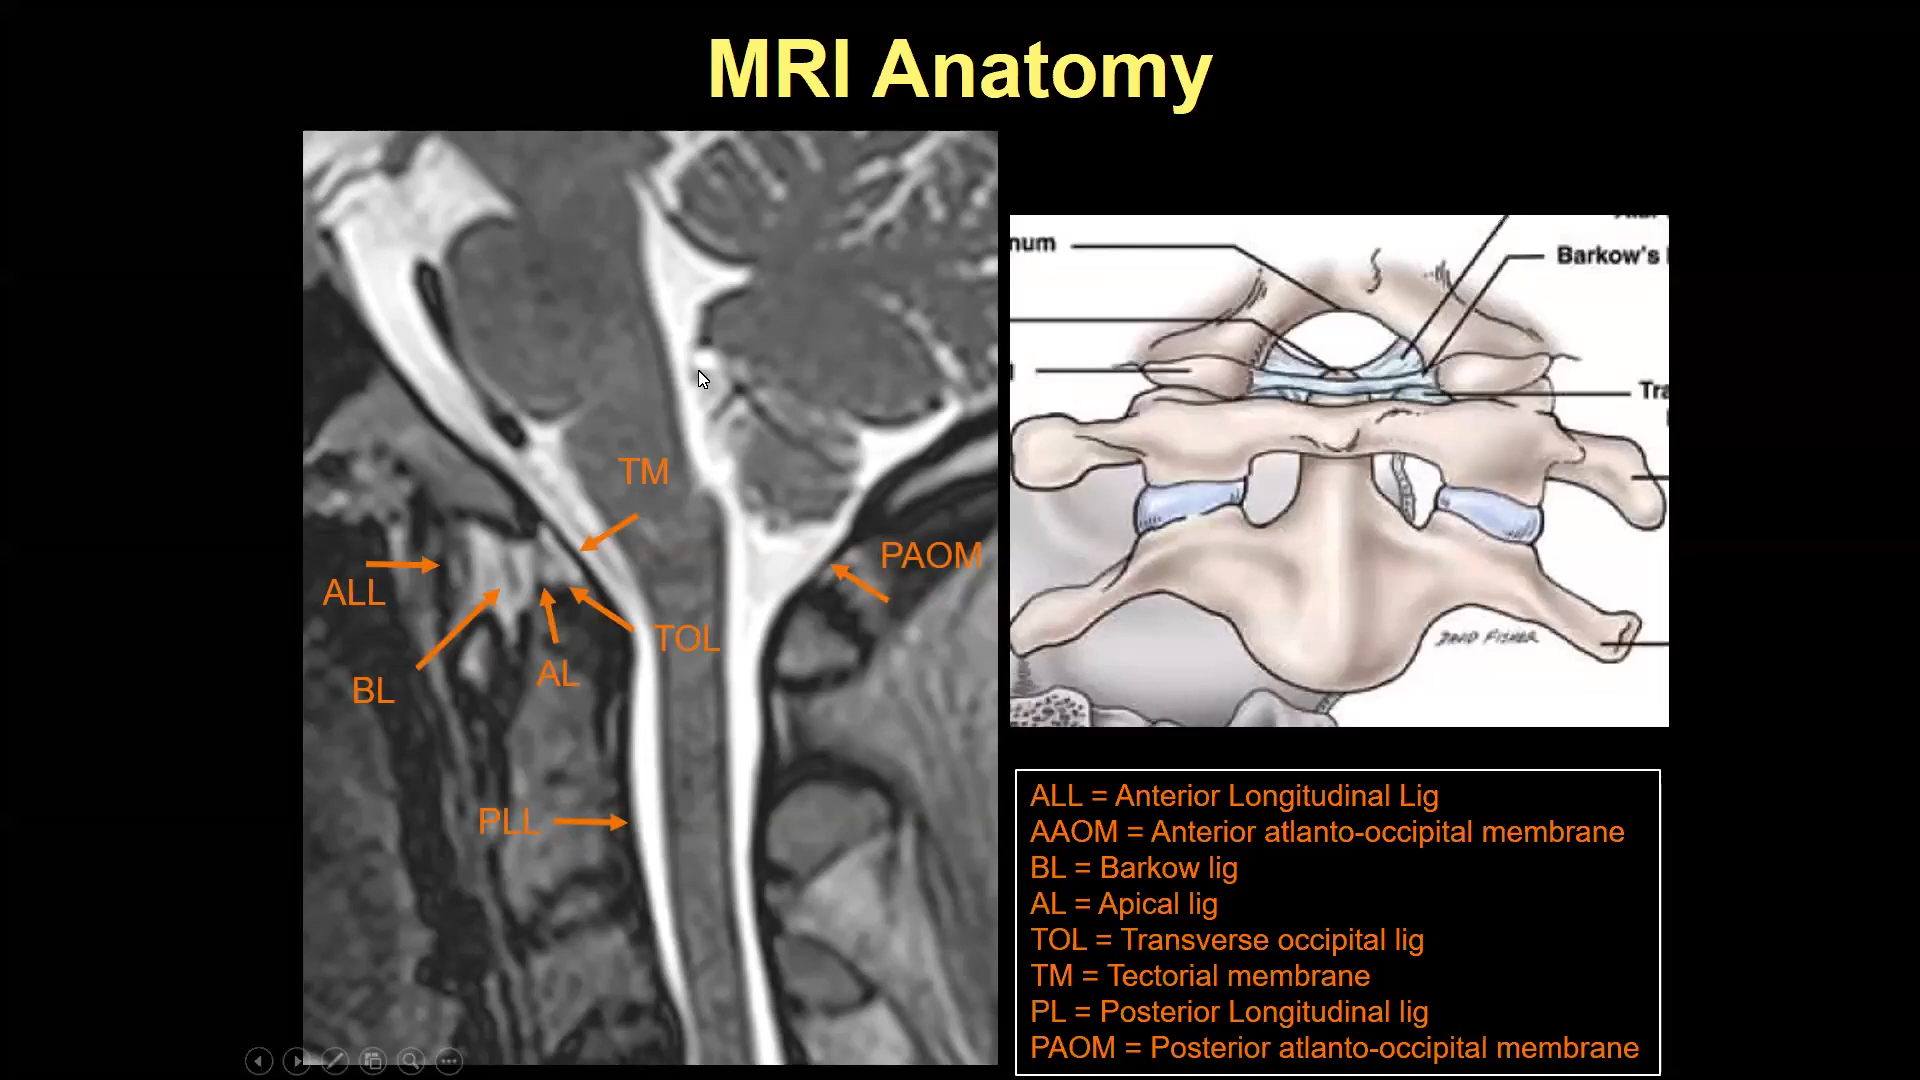 MRI Anatomy
TM
PAOM
ALL
TOL
AL
BL
PLL
num
Barkow's
Tra
DAVID FISHER
ALL = Anterior Longitudinal Lig
AAOM = Anterior atlanto-occipital membrane
BL = Barkow lig
AL = Apical lig
TOL = Transverse occipital lig
TM = Tectorial membrane
PL = Posterior Longitudinal lig
PAOM = Posterior atlanto-occipital membrane